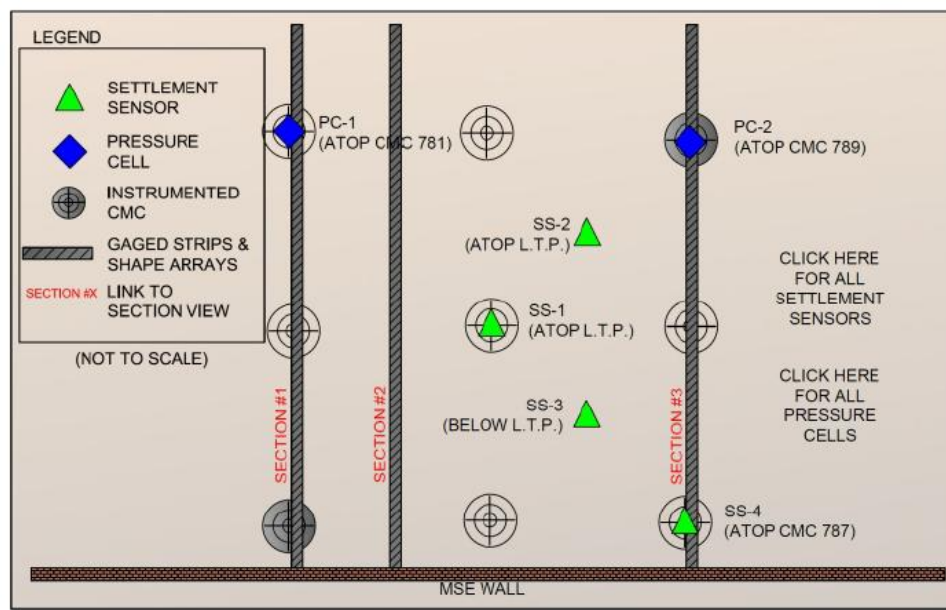 LEGEND
SETTLEMENT
SENSOR
PRESSURE
CELL
INSTRUMENTED
CMC
GAGED STRIPS &
SHAPE ARRAYS
SECTION #X
LINK TO
SECTION VIEW
(NOT TO SCALE)
PC-1
(ATOP CMC 781)
PC-2
(ATOP CMC 789)
SS-2
(ATOP L.T.P.)
SS-1
(ATOP L.T.P.)
SS-3
(BELOW L.T.P.)
SS-4
(ATOP CMC 787)
SECTION #1
SECTION #2
SECTION #3
CLICK HERE
FOR ALL
SETTLEMENT
SENSORS
CLICK HERE
FOR ALL
PRESSURE
CELLS
MSE WALL